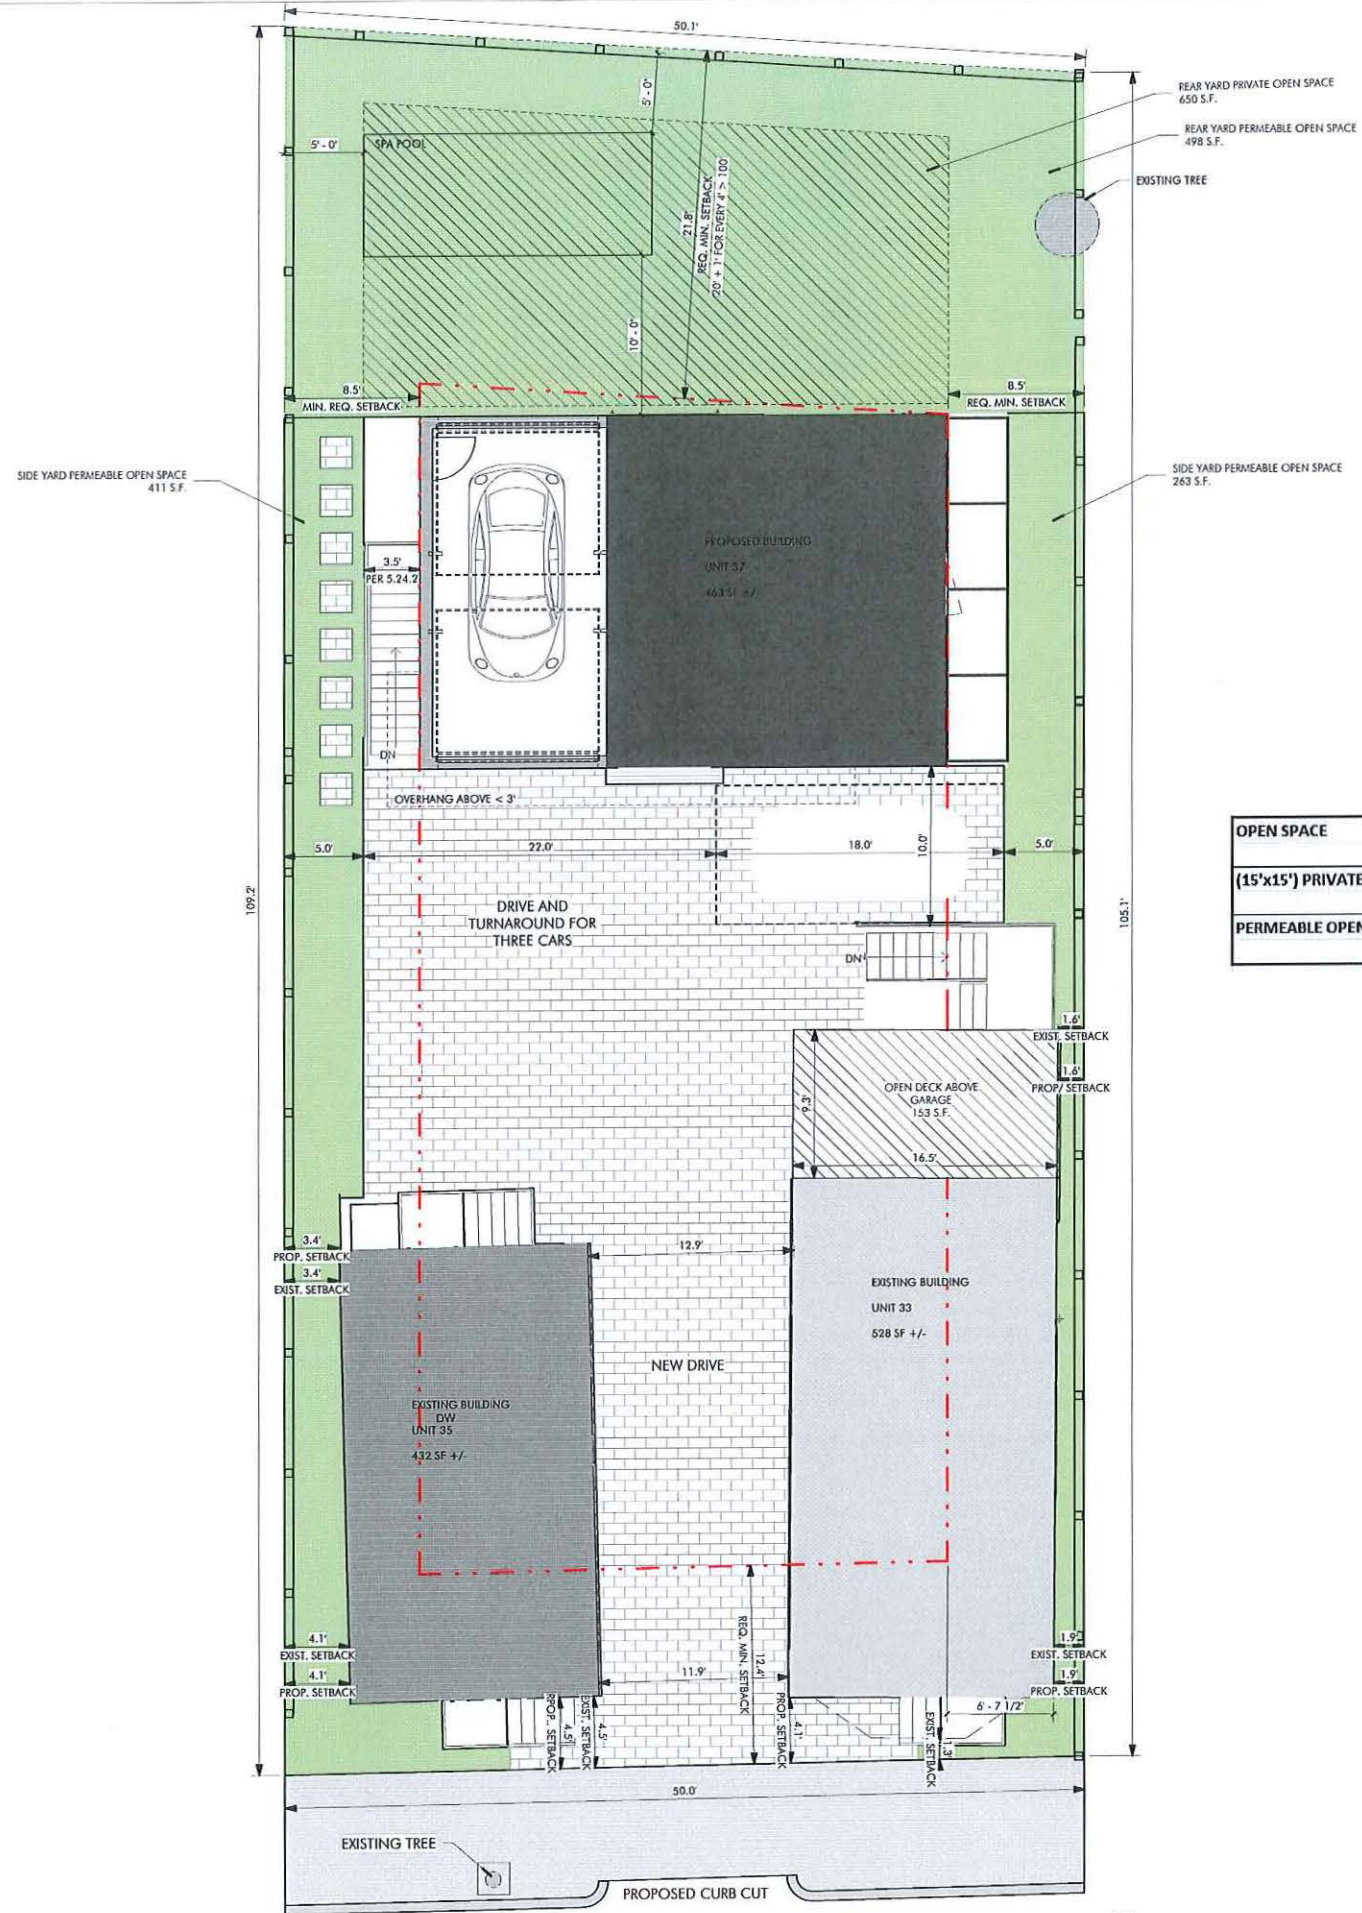 50.1'
REAR YARD PRIVATE OPEN SPACE
650 S.F.
REAR YARD PERMEABLE OPEN SPACE
498 S.F.
EXISTING TREE
5' - 0"
5' - 0"
SPA POOL
21.8'
REQ. MIN. SETBACK
20' + 1' FOR EVERY 4' > 100'
10' - 0"
8.5'
MIN. REQ. SETBACK
8.5'
REQ. MIN. SETBACK
SIDE YARD PERMEABLE OPEN SPACE
411 S.F.
SIDE YARD PERMEABLE OPEN SPACE
263 S.F.
PROPOSED BUILDING
UNIT 37
463 SF +/-
3.5'
PER 5.24.2
DN
OVERHANG ABOVE < 3'
5.0'
22.0'
18.0'
10.0'
5.0'
109.2'
105.1'
DRIVE AND
TURNAROUND FOR
THREE CARS
OPEN SPACE
(15'x15') PRIVATE
PERMEABLE OPEN
DN
1.6'
EXIST. SETBACK
1.6'
PROP/ SETBACK
OPEN DECK ABOVE
GARAGE
153 S.F.
9.3'
16.5'
3.4'
PROP. SETBACK
3.4'
EXIST. SETBACK
12.9'
EXISTING BUILDING
UNIT 33
528 SF +/-
NEW DRIVE
EXISTING BUILDING
DW
UNIT 35
432 SF +/-
4.1'
EXIST. SETBACK
4.1'
PROP. SETBACK
REQ. MIN. SETBACK
12.4'
11.9'
1.9'
EXIST. SETBACK
1.9'
PROP. SETBACK
6' - 7 1/2"
RPOP. SETBACK
4.5'
EXIST. SETBACK
4.5'
PROP. SETBACK
4.1'
EXIST. SETBACK
1.3'
50.0'
EXISTING TREE
PROPOSED CURB CUT